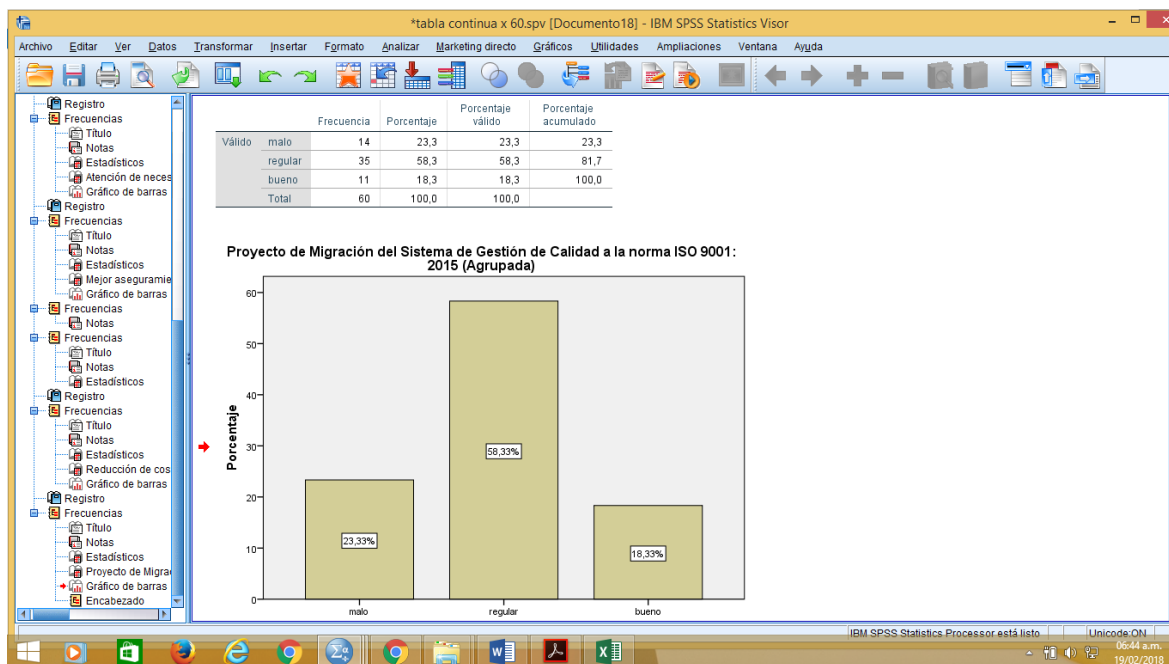 *tabla continua x 60.spv [Documento18] - IBM SPSS Statistics Visor
Archivo Editar Ver Datos Transformar Insertar Formato Analizar Marketing directo Gráficos Utilidades Ampliaciones Ventana Ayuda
Registro
Frecuencias
Título
Notas
Estadísticos
Atención de neces
Gráfico de barras
Registro
Frecuencias
Título
Notas
Estadísticos
Mejor aseguramie
Gráfico de barras
Frecuencias
Notas
Frecuencias
Título
Notas
Estadísticos
Registro
Frecuencias
Título
Notas
Estadísticos
Reducción de cos
Gráfico de barras
Registro
Frecuencias
Título
Notas
Estadísticos
Proyecto de Migra
Gráfico de barras
Encabezado
Frecuencia Porcentaje Porcentaje válido Porcentaje acumulado
Válido malo 14 23,3 23,3 23,3
regular 35 58,3 58,3 81,7
bueno 11 18,3 18,3 100,0
Total 60 100,0 100,0
Proyecto de Migración del Sistema de Gestión de Calidad a la norma ISO 9001:
2015 (Agrupada)
Porcentaje
60
50
40
30
20
10
0
23,33%
58,33%
18,33%
malo regular bueno
IBM SPSS Statistics Processor está listo Unicode:ON
06:44 a.m.
19/02/2018